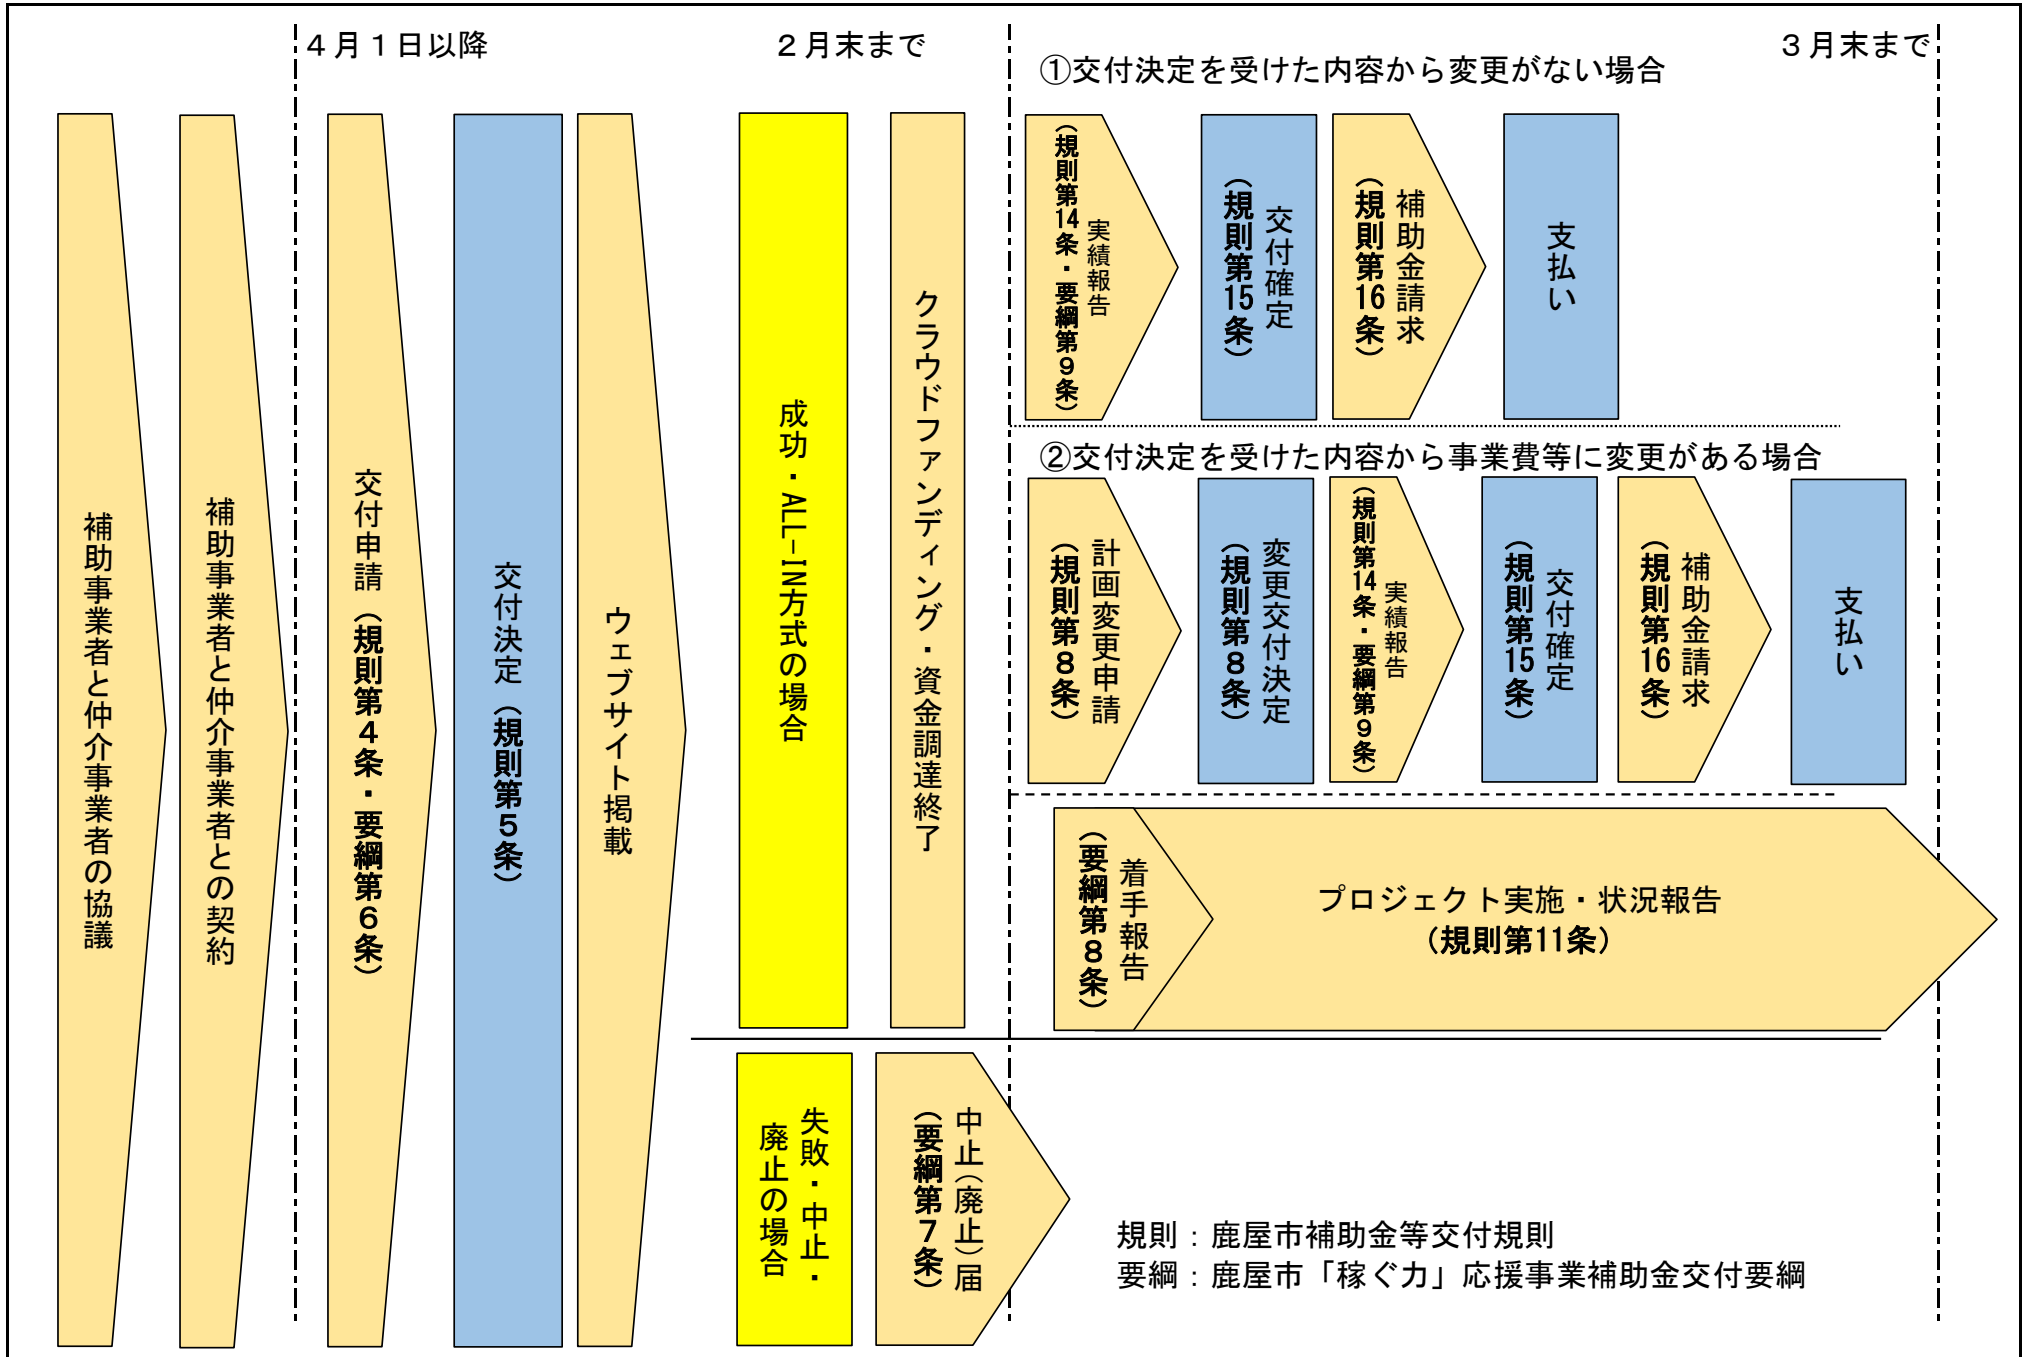 ４月１日以降
２月末まで
３月末まで
補助事業者と仲介事業者の協議
補助事業者と仲介事業者との契約
交付申請（規則第４条・要綱第６条）
交付決定（規則第５条）
ウェブサイト掲載
成功・ALL-IN方式の場合
クラウドファンディング・資金調達終了
①交付決定を受けた内容から変更がない場合
実績報告
（規則第14条・要綱第９条）
交付確定
（規則第15条）
補助金請求
（規則第16条）
支払い
②交付決定を受けた内容から事業費等に変更がある場合
計画変更申請
（規則第８条）
変更交付決定
（規則第８条）
実績報告
（規則第14条・要綱第９条）
交付確定
（規則第15条）
補助金請求
（規則第16条）
支払い
着手報告
（要綱第８条）
プロジェクト実施・状況報告
（規則第11条）
失敗・中止・
廃止の場合
中止（廃止）届
（要綱第７条）
規則：鹿屋市補助金等交付規則
要綱：鹿屋市「稼ぐ力」応援事業補助金交付要綱